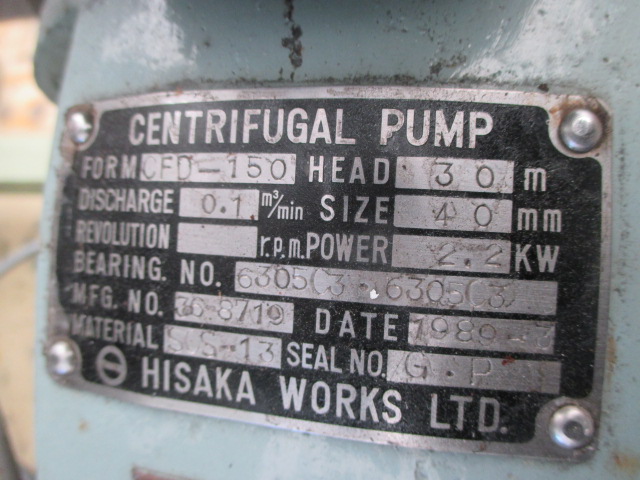 CENTRIFUGAL PUMP
FORM CFD-150 HEAD 30 m
DISCHARGE 0.1 m³/min SIZE 40 mm
REVOLUTION r.p.m. POWER 2.2 KW
BEARING. NO. 6305C3 · 6305C3
MFG. NO. 36-8719 DATE 1989-
MATERIAL SCS-13 SEAL NO. G.P
HISAKA WORKS LTD.